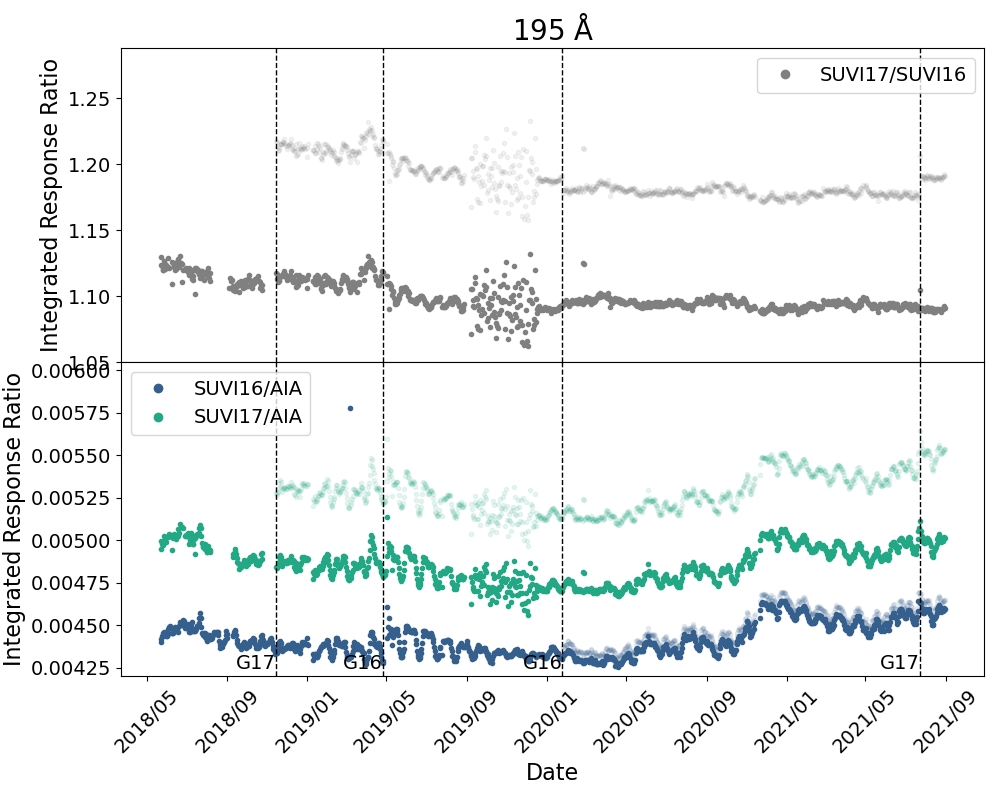 195 Å
Integrated Response Ratio
1.25
1.20
1.15
1.10
1.05
SUVI17/SUVI16
Integrated Response Ratio
0.00600
0.00575
0.00550
0.00525
0.00500
0.00475
0.00450
0.00425
SUVI16/AIA
SUVI17/AIA
G17
G16
G16
G17
2018/05
2018/09
2019/01
2019/05
2019/09
2020/01
2020/05
2020/09
2021/01
2021/05
2021/09
Date